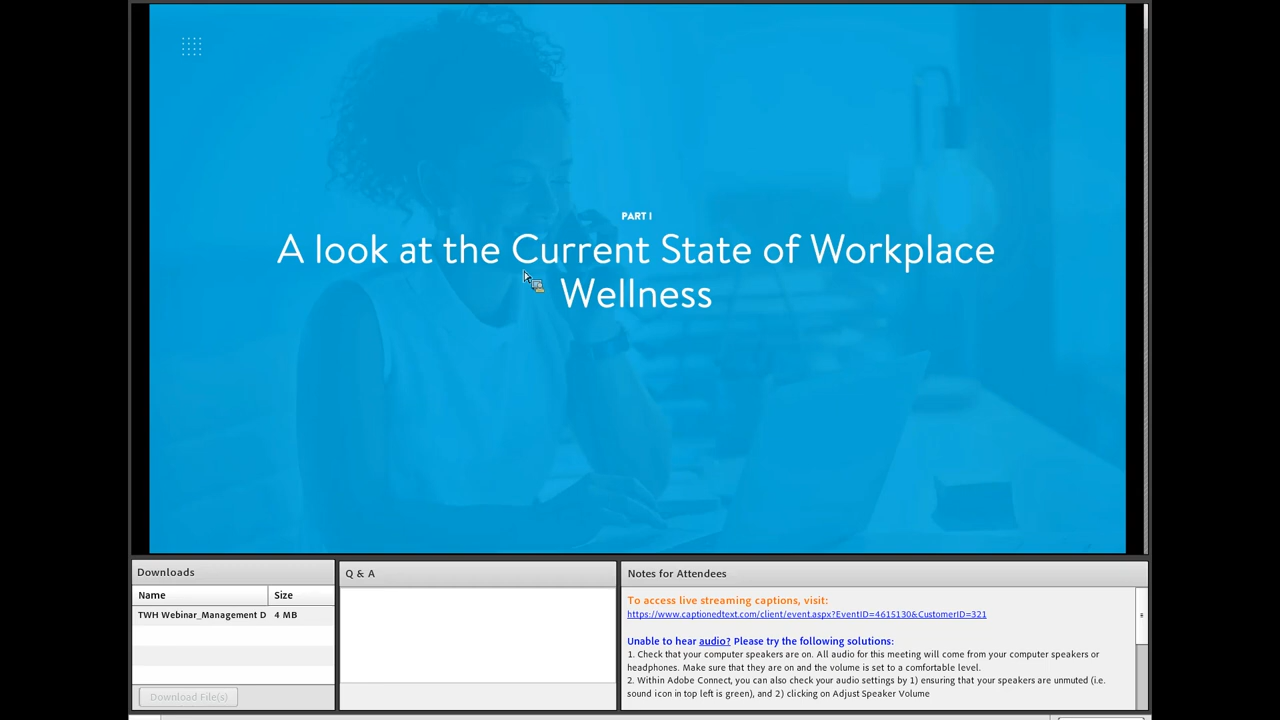 PART I
A look at the Current State of Workplace
Wellness
Downloads
Name Size
TWH Webinar_Management D 4 MB
Download File(s)
Q & A
Notes for Attendees
To access live streaming captions, visit:
https://www.captionedtext.com/client/event.aspx?EventID=4615130&CustomerID=321
Unable to hear audio? Please try the following solutions:
1. Check that your computer speakers are on. All audio for this meeting will come from your computer speakers or
headphones. Make sure that they are on and the volume is set to a comfortable level.
2. Within Adobe Connect, you can also check your audio settings by 1) ensuring that your speakers are unmuted (i.e.
sound icon in top left is green), and 2) clicking on Adjust Speaker Volume